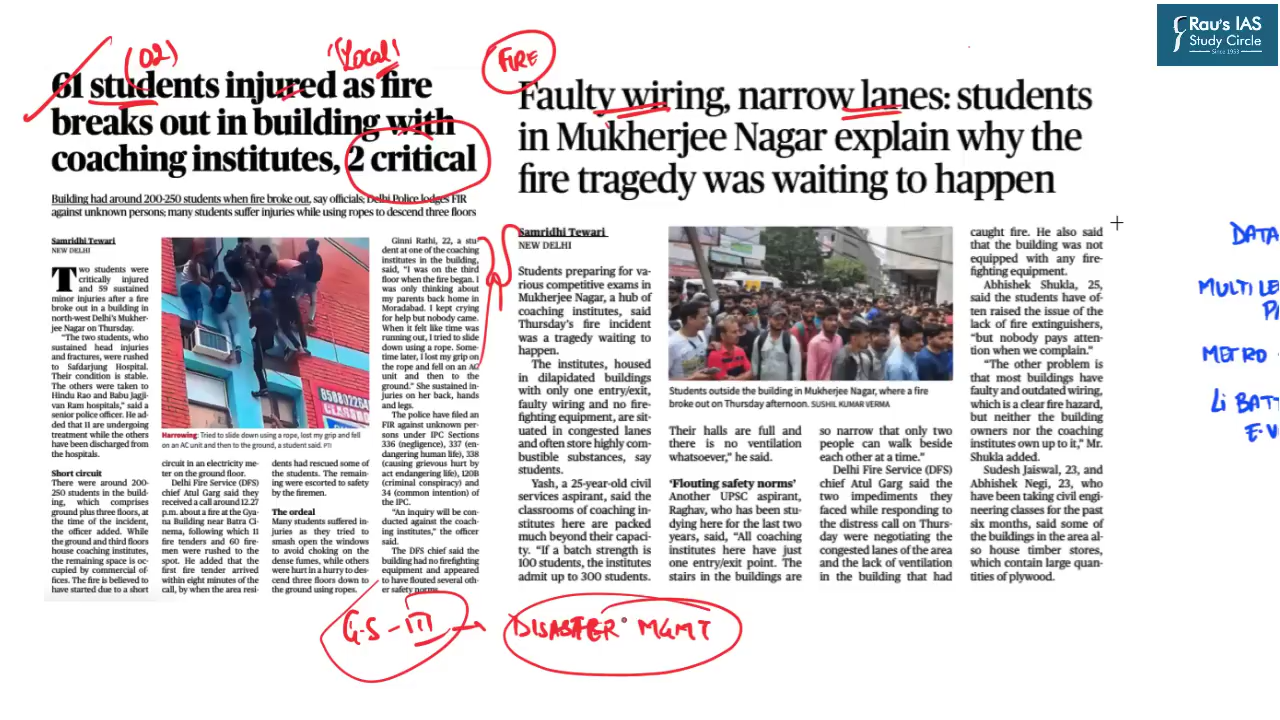 Rau's IAS
Study Circle
Since 1953
(02)
'Local'
FIRE
61 students injured as fire
breaks out in building with
coaching institutes, 2 critical
Building had around 200-250 students when fire broke out, say officials; Delhi Police lodges FIR
against unknown persons; many students suffer injuries while using ropes to descend three floors
Samridhi Tewari
NEW DELHI
Two students were
critically injured
and 59 sustained
minor injuries after a fire
broke out in a building in
north-west Delhi's Mukher-
jee Nagar on Thursday.
"The two students, who
sustained head injuries
and fractures, were rushed
to Safdarjung Hospital.
Their condition is stable.
The others were taken to
Hindu Rao and Babu Jagji-
van Ram hospitals," said a
senior police officer. He ad-
ded that 11 are undergoing
treatment while the others
have been discharged from
the hospitals.
Short circuit
There were around 200-
250 students in the build-
ing, which comprises
ground plus three floors,
at the time of the incident,
the officer added. While
the ground and third floors
house coaching institutes,
the remaining space is oc-
cupied by commercial of-
fices. The fire is believed to
have started due to a short
8588022684
CLASSROOM
Harrowing: Tried to slide down using a rope, lost my grip and fell
on an AC unit and then to the ground, a student said. PTI
circuit in an electricity me-
ter on the ground floor.
Delhi Fire Service (DFS)
chief Atul Garg said they
received a call around 12.27
p.m. about a fire at the Gya-
na Building near Batra Ci-
nema, following which 11
fire tenders and 60 fire-
men were rushed to the
spot. He added that the
first fire tender arrived
within eight minutes of the
call, by when the area resi-
dents had rescued some of
the students. The remain-
ing were escorted to safety
by the firemen.
The ordeal
Many students suffered in-
juries as they tried to
smash open the windows
to avoid choking on the
dense fumes, while others
were hurt in a hurry to des-
cend three floors down to
the ground using ropes.
Ginni Rathi, 22, a stu-
dent at one of the coaching
institutes in the building,
said, "I was on the third
floor when the fire began. I
was only thinking about
my parents back home in
Moradabad. I kept crying
for help but nobody came.
When it felt like time was
running out, I tried to slide
down using a rope. Some-
time later, I lost my grip on
the rope and fell on an AC
unit and then to the
ground." She sustained in-
juries on her back, hands
and legs.
The police have filed an
FIR against unknown per-
sons under IPC Sections
336 (negligence), 337 (en-
dangering human life), 338
(causing grievous hurt by
act endangering life), 120B
(criminal conspiracy) and
34 (common intention) of
the IPC.
"An inquiry will be con-
ducted against the coach-
ing institutes," the officer
said.
The DFS chief said the
building had no firefighting
equipment and appeared
to have flouted several oth-
er safety norms.
Faulty wiring, narrow lanes: students
in Mukherjee Nagar explain why the
fire tragedy was waiting to happen
Samridhi Tewari
NEW DELHI
Students preparing for va-
rious competitive exams in
Mukherjee Nagar, a hub of
coaching institutes, said
Thursday's fire incident
was a tragedy waiting to
happen.
The institutes, housed
in dilapidated buildings
with only one entry/exit,
faulty wiring and no fire-
fighting equipment, are sit-
uated in congested lanes
and often store highly com-
bustible substances, say
students.
Yash, a 25-year-old civil
services aspirant, said the
classrooms of coaching in-
stitutes here are packed
much beyond their capaci-
ty. "If a batch strength is
100 students, the institutes
admit up to 300 students.
Students outside the building in Mukherjee Nagar, where a fire
broke out on Thursday afternoon. SUSHIL KUMAR VERMA
Their halls are full and
there is no ventilation
whatsoever," he said.
'Flouting safety norms'
Another UPSC aspirant,
Raghav, who has been stu-
dying here for the last two
years, said, "All coaching
institutes here have just
one entry/exit point. The
stairs in the buildings are
so narrow that only two
people can walk beside
each other at a time."
Delhi Fire Service (DFS)
chief Atul Garg said the
two impediments they
faced while responding to
the distress call on Thurs-
day were negotiating the
congested lanes of the area
and the lack of ventilation
in the building that had
caught fire. He also said
that the building was not
equipped with any fire-
fighting equipment.
Abhishek Shukla, 25,
said the students have of-
ten raised the issue of the
lack of fire extinguishers,
"but nobody pays atten-
tion when we complain."
"The other problem is
that most buildings have
faulty and outdated wiring,
which is a clear fire hazard,
but neither the building
owners nor the coaching
institutes own up to it," Mr.
Shukla added.
Sudesh Jaiswal, 23, and
Abhishek Negi, 23, who
have been taking civil engi-
neering classes for the past
six months, said some of
the buildings in the area al-
so house timber stores,
which contain large quan-
tities of plywood.
DATA
MULTI LE
PA
METRO
Li BATT
E-V
G.S - III → DISASTER MGMT